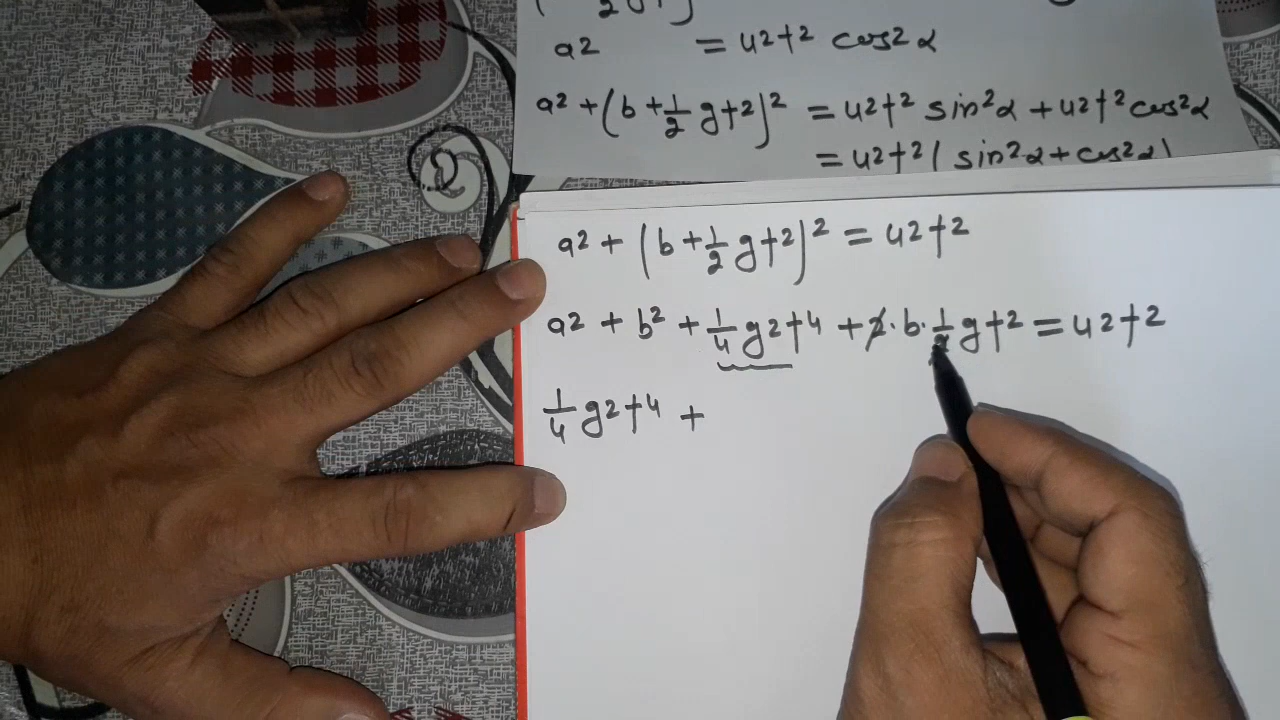 a² = u²t² cos²α
a² + (b + 1/2 gt²)² = u²t² sin²α + u²t² cos²α
= u²t² ( sin²α + cos²α)
a² + (b + 1/2 gt²)² = u²t²
a² + b² + 1/4 g²t⁴ + 2·b·1/2 gt² = u²t²
1/4 g²t⁴ +